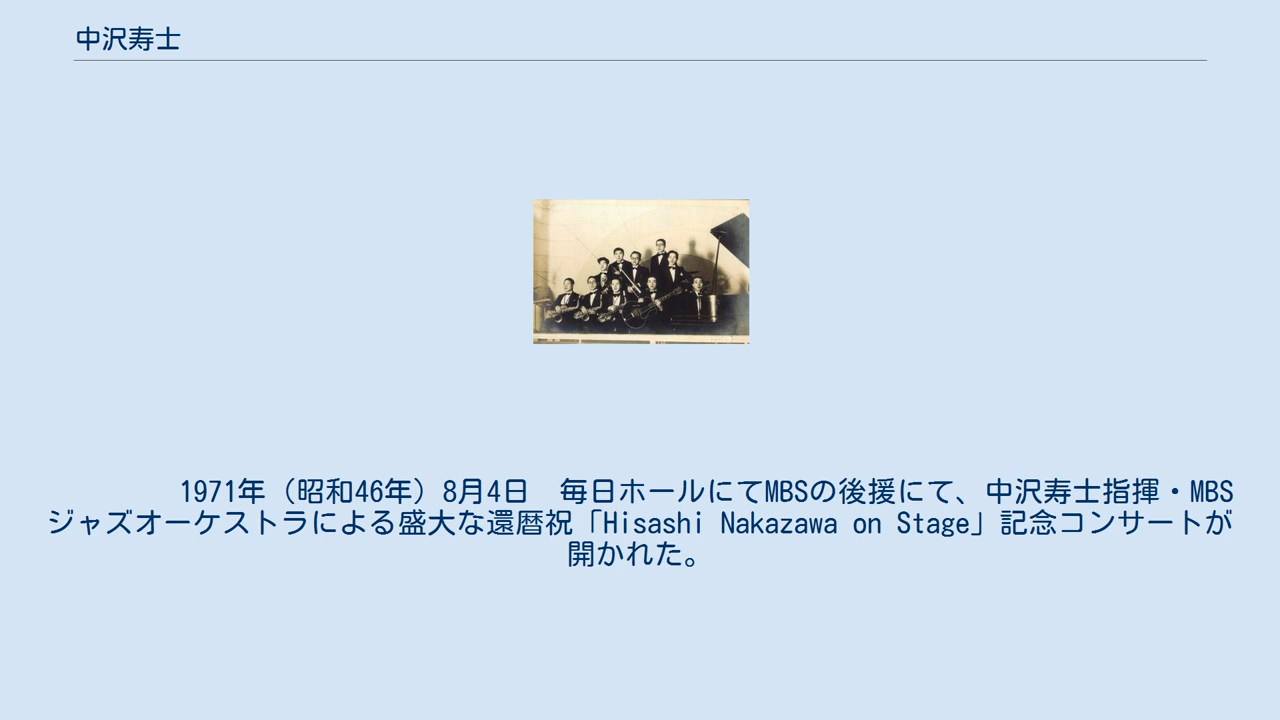 中沢寿士
1971年（昭和46年）8月4日　毎日ホールにてMBSの後援にて、中沢寿士指揮・MBS
ジャズオーケストラによる盛大な還暦祝「Hisashi Nakazawa on Stage」記念コンサートが
開かれた。